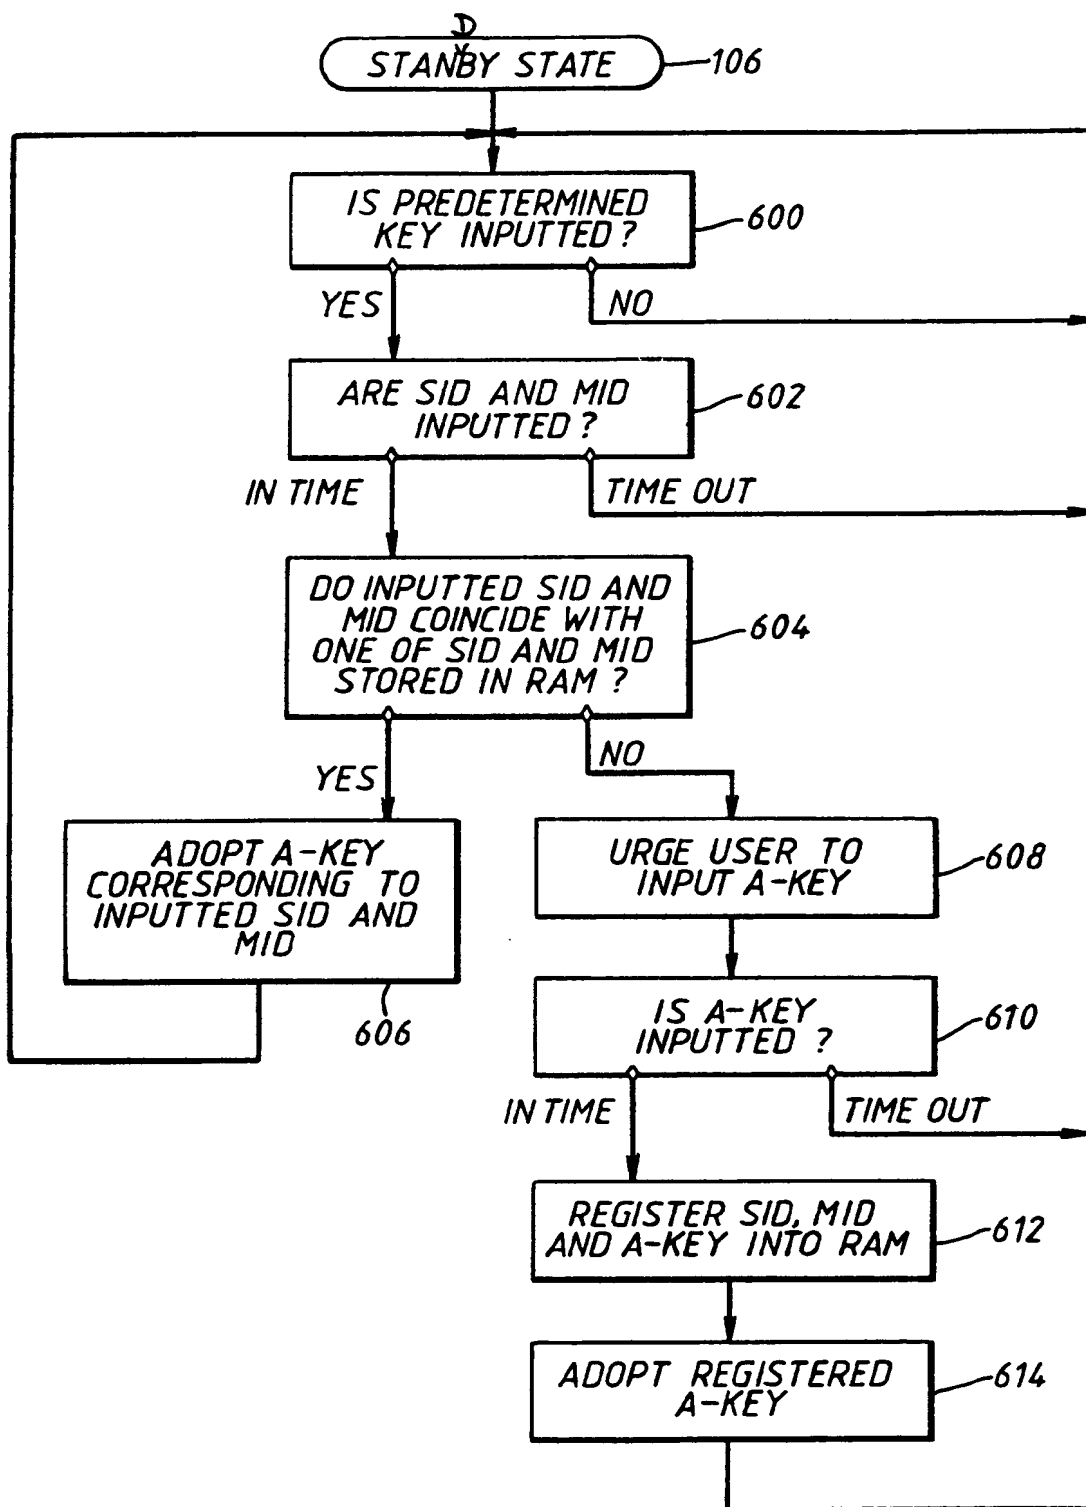 D
STANBY STATE
106
IS PREDETERMINED
KEY INPUTTED?
600
YES
NO
ARE SID AND MID
INPUTTED?
602
IN TIME
TIME OUT
DO INPUTTED SID AND
MID COINCIDE WITH
ONE OF SID AND MID
STORED IN RAM?
604
YES
NO
ADOPT A-KEY
CORRESPONDING TO
INPUTTED SID AND
MID
606
URGE USER TO
INPUT A-KEY
608
IS A-KEY
INPUTTED?
610
IN TIME
TIME OUT
REGISTER SID, MID
AND A-KEY INTO RAM
612
ADOPT REGISTERED
A-KEY
614